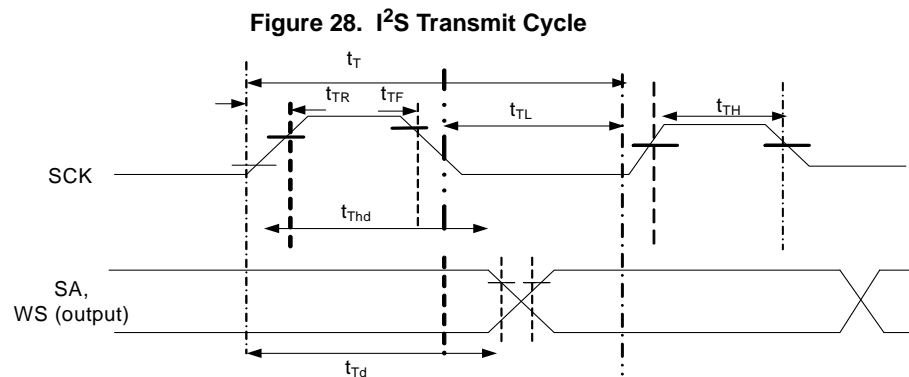 Figure 28. I²S Transmit Cycle
tT
tTR
tTF
tTL
tTH
SCK
tThd
SA,
WS (output)
tTd